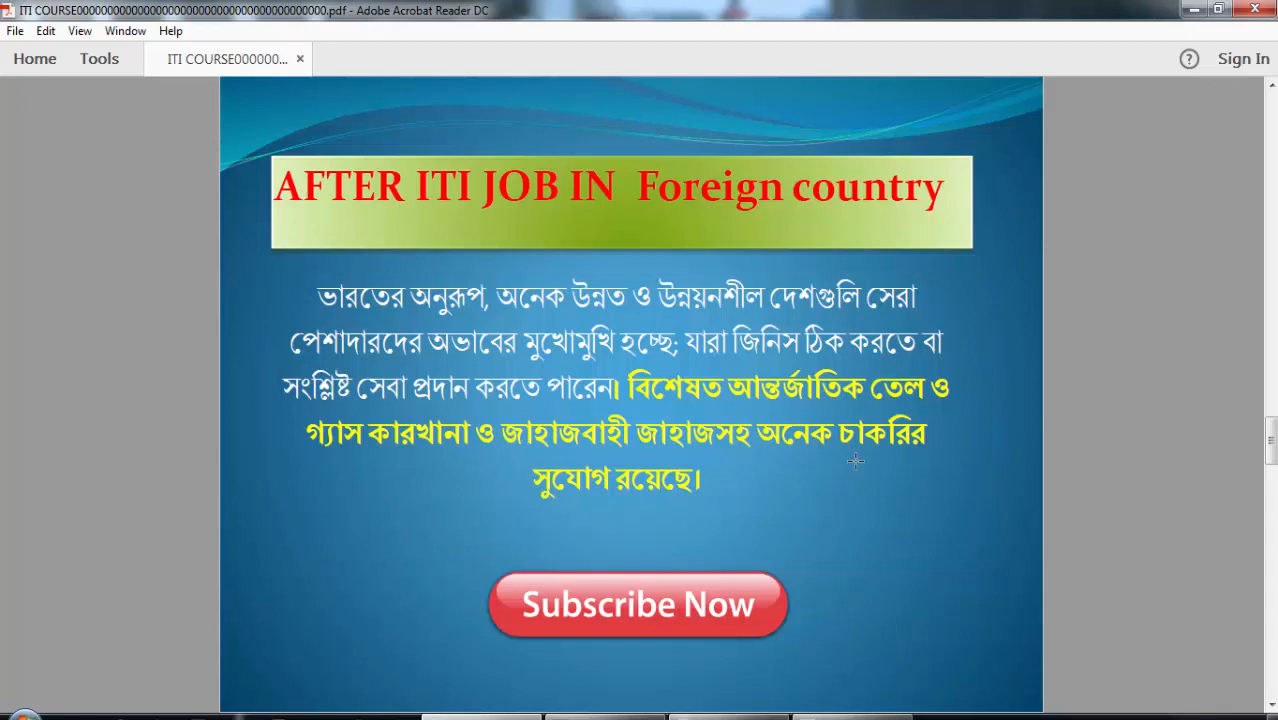 ITI COURSE000000000000000000000000000000000000000000.pdf - Adobe Acrobat Reader DC
File Edit View Window Help
Home Tools ITI COURSE000000... × ? Sign In
AFTER ITI JOB IN Foreign country
ভারতের অনুরূপ, অনেক উন্নত ও উন্নয়নশীল দেশগুলি সেরা
পেশাদারদের অভাবের মুখোমুখি হচ্ছে; যারা জিনিস ঠিক করতে বা
সংশ্লিষ্ট সেবা প্রদান করতে পারেন। বিশেষত আন্তর্জাতিক তেল ও
গ্যাস কারখানা ও জাহাজবাহী জাহাজসহ অনেক চাকরির
সুযোগ রয়েছে।
Subscribe Now